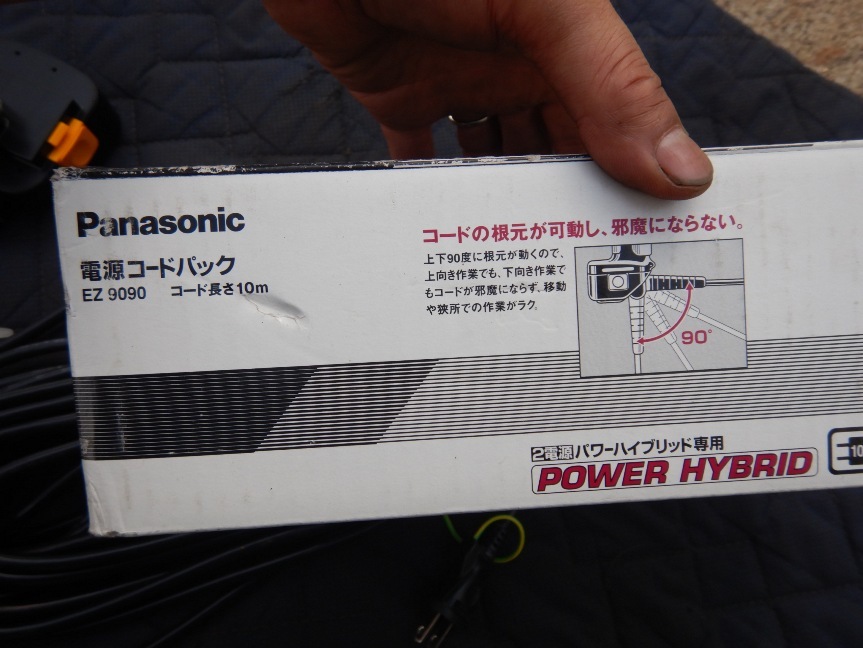 Panasonic
電源コードパック
EZ 9090 コード長さ10m
コードの根元が可動し、邪魔にならない。
上下90度に根元が動くので、
上向き作業でも、下向き作業で
もコードが邪魔にならず、移動
や狭所での作業がラク。
90°
2電源パワーハイブリッド専用
POWER HYBRID
10